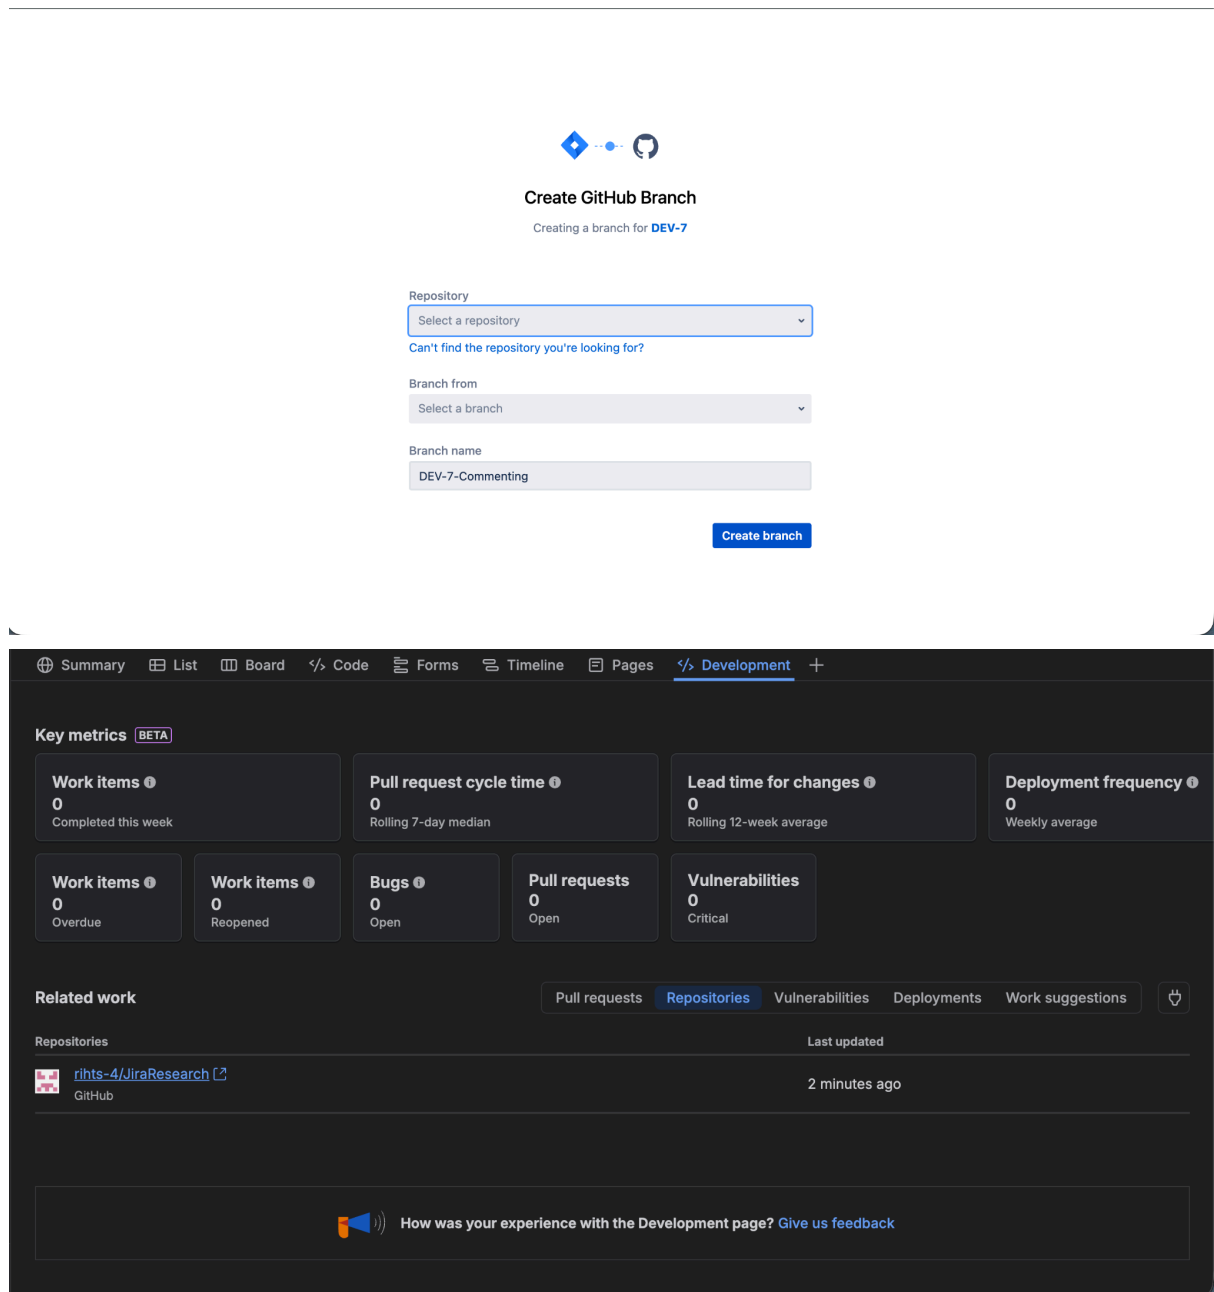 Create GitHub Branch
Creating a branch for DEV-7
Repository
Select a repository
Can't find the repository you're looking for?
Branch from
Select a branch
Branch name
DEV-7-Commenting
Create branch
Summary List Board Code Forms Timeline Pages Development
Key metrics BETA
Work items Pull request cycle time Lead time for changes Deployment frequency
0 0 0 0
Completed this week Rolling 7-day median Rolling 12-week average Weekly average
Work items Work items Bugs Pull requests Vulnerabilities
0 0 0 0 0
Overdue Reopened Open Open Critical
Related work Pull requests Repositories Vulnerabilities Deployments Work suggestions
Repositories Last updated
rihts-4/JiraResearch
GitHub
2 minutes ago
How was your experience with the Development page? Give us feedback